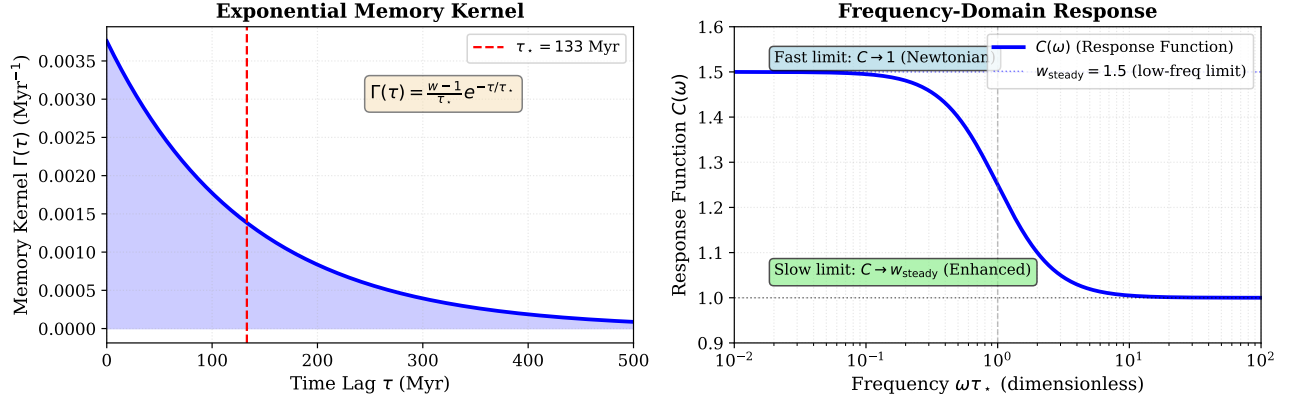 Exponential Memory Kernel
Memory Kernel Γ(τ) (Myr⁻¹)
0.0035
0.0030
0.0025
0.0020
0.0015
0.0010
0.0005
0.0000
τ⋆ = 133 Myr
Γ(τ) = (w − 1)/τ⋆ e^{−τ/τ⋆}
0 100 200 300 400 500
Time Lag τ (Myr)
Frequency-Domain Response
Response Function C(ω)
1.6
1.5
1.4
1.3
1.2
1.1
1.0
0.9
Fast limit: C → 1 (Newtonian)
C(ω) (Response Function)
w_steady = 1.5 (low-freq limit)
Slow limit: C → w_steady (Enhanced)
10⁻² 10⁻¹ 10⁰ 10¹ 10²
Frequency ωτ⋆ (dimensionless)